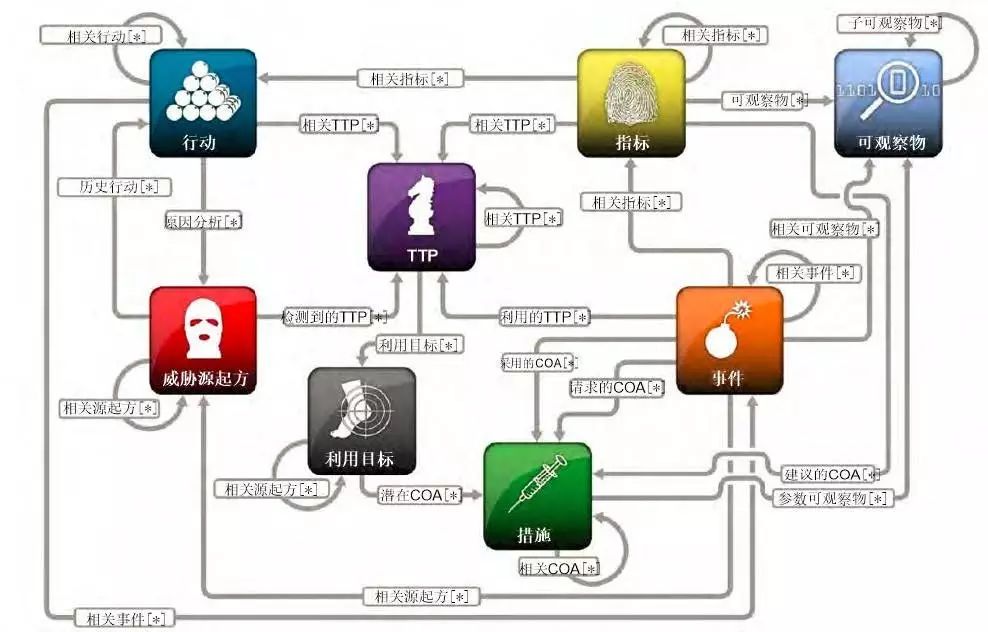 相关行动[*]
相关指标[*]
子可观察物[*]
相关指标[*]
1101
10
可观察物[*]
行动
相关TTP[*]
相关TTP[*]
指标
可观察物
历史行动[*]
相关指标[*]
原因分析[*]
相关TTP[*]
相关可观察物[*]
TTP
相关事件[*]
检测到的TTP[*]
利用的TTP[*]
利用目标[*]
采用的COA[*]
威胁源起方
事件
请求的COA[*]
相关源起方[*]
利用目标
建议的COA[*]
相关源起方[*]
潜在COA[*]
参数可观察物[*]
措施
相关COA[*]
相关源起方[*]
相关事件[*]